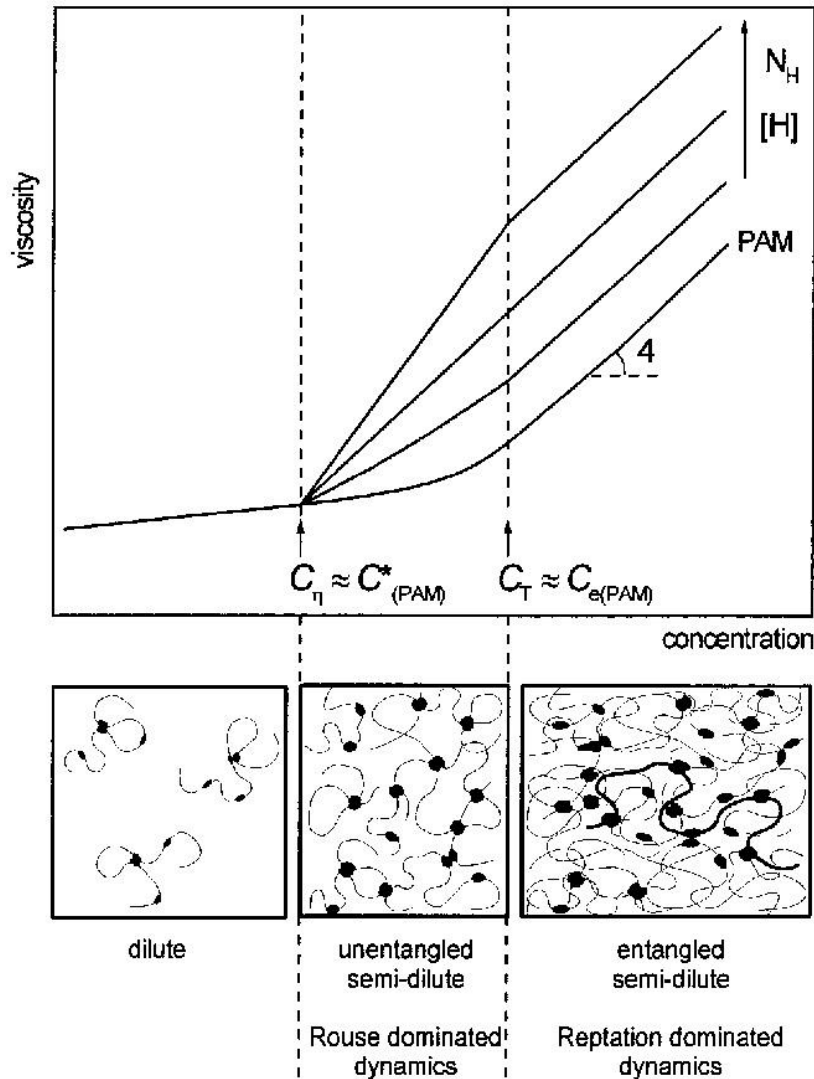 N_H
[H]
viscosity
PAM
4
C_η ≈ C*_(PAM)
C_T ≈ C_e(PAM)
concentration
dilute
unentangled
semi-dilute
entangled
semi-dilute
Rouse dominated
dynamics
Reptation dominated
dynamics